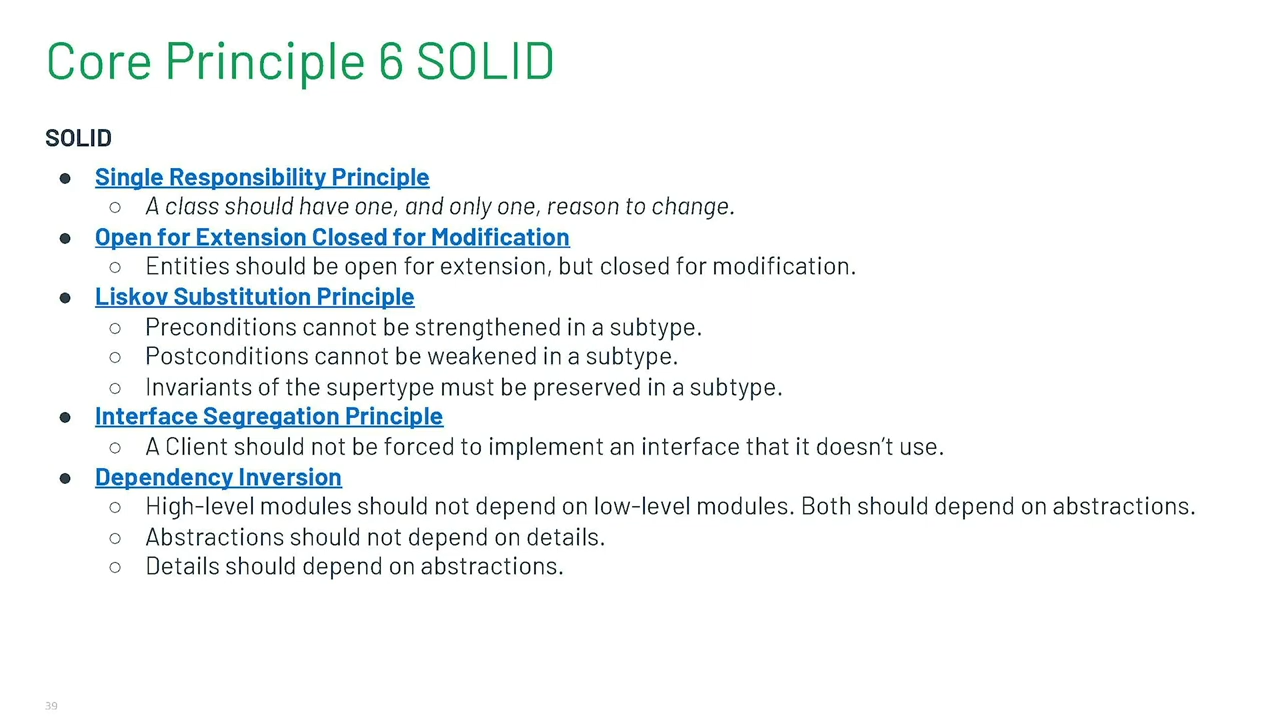 Core Principle 6 SOLID
SOLID
● Single Responsibility Principle
○ A class should have one, and only one, reason to change.
● Open for Extension Closed for Modification
○ Entities should be open for extension, but closed for modification.
● Liskov Substitution Principle
○ Preconditions cannot be strengthened in a subtype.
○ Postconditions cannot be weakened in a subtype.
○ Invariants of the supertype must be preserved in a subtype.
● Interface Segregation Principle
○ A Client should not be forced to implement an interface that it doesn’t use.
● Dependency Inversion
○ High-level modules should not depend on low-level modules. Both should depend on abstractions.
○ Abstractions should not depend on details.
○ Details should depend on abstractions.
39